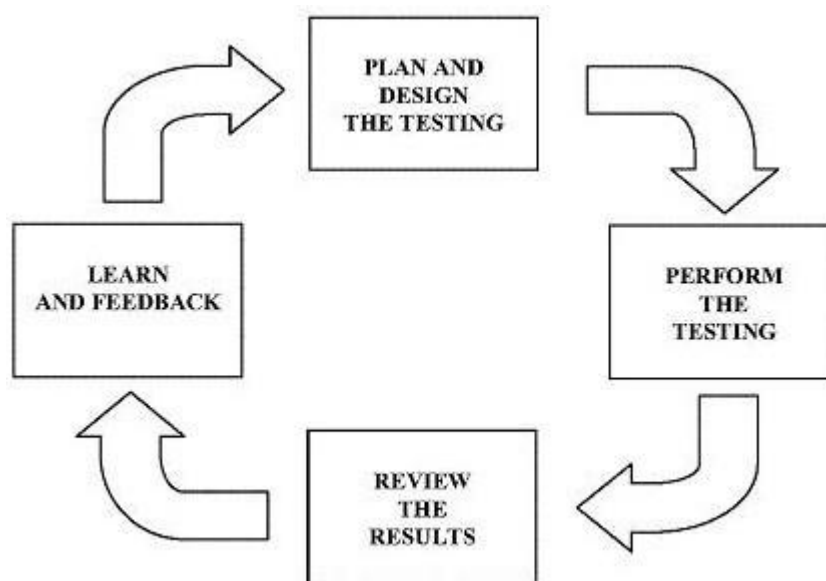 PLAN AND
DESIGN
THE TESTING
PERFORM
THE
TESTING
REVIEW
THE
RESULTS
LEARN
AND FEEDBACK